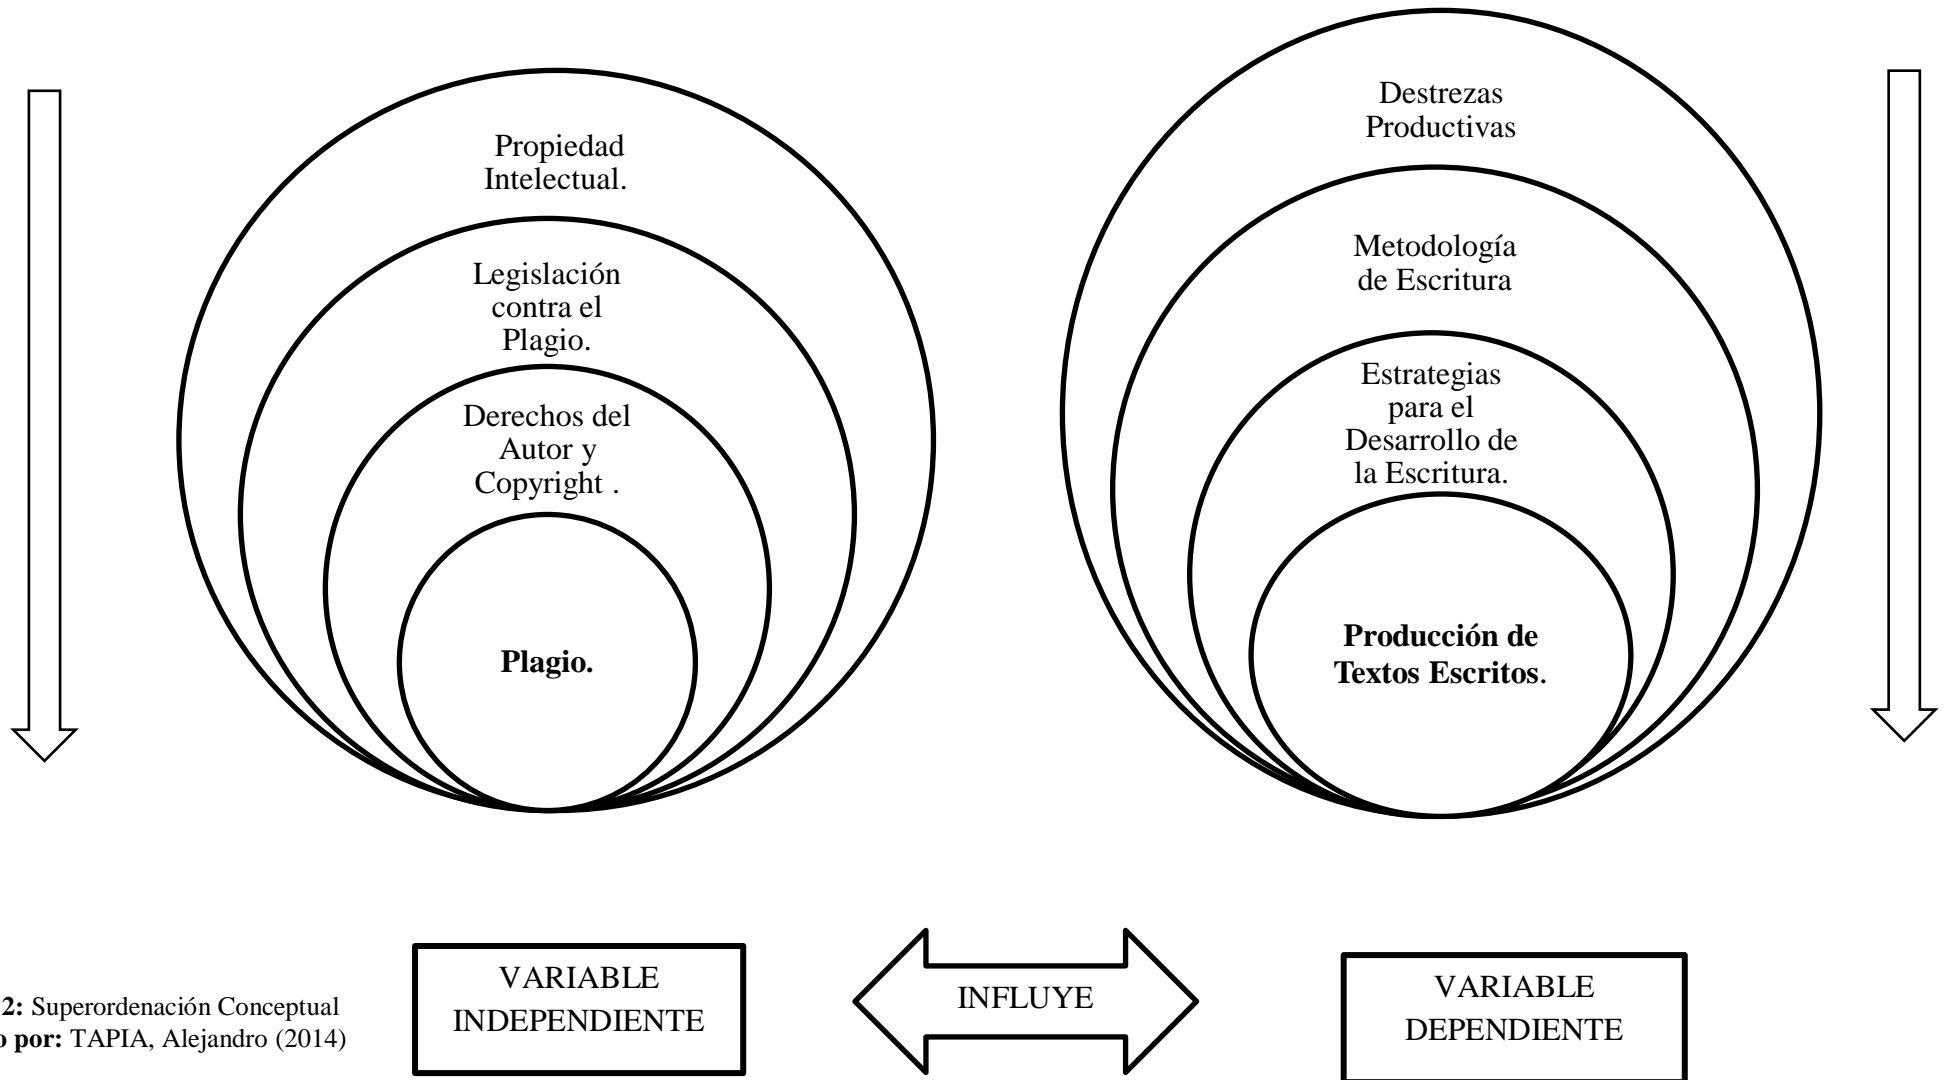 Propiedad
Intelectual.
Legislación
contra el
Plagio.
Derechos del
Autor y
Copyright .
Plagio.
Destrezas
Productivas
Metodología
de Escritura
Estrategias
para el
Desarrollo de
la Escritura.
Producción de
Textos Escritos.
VARIABLE
INDEPENDIENTE
INFLUYE
VARIABLE
DEPENDIENTE
2: Superordenación Conceptual
o por: TAPIA, Alejandro (2014)